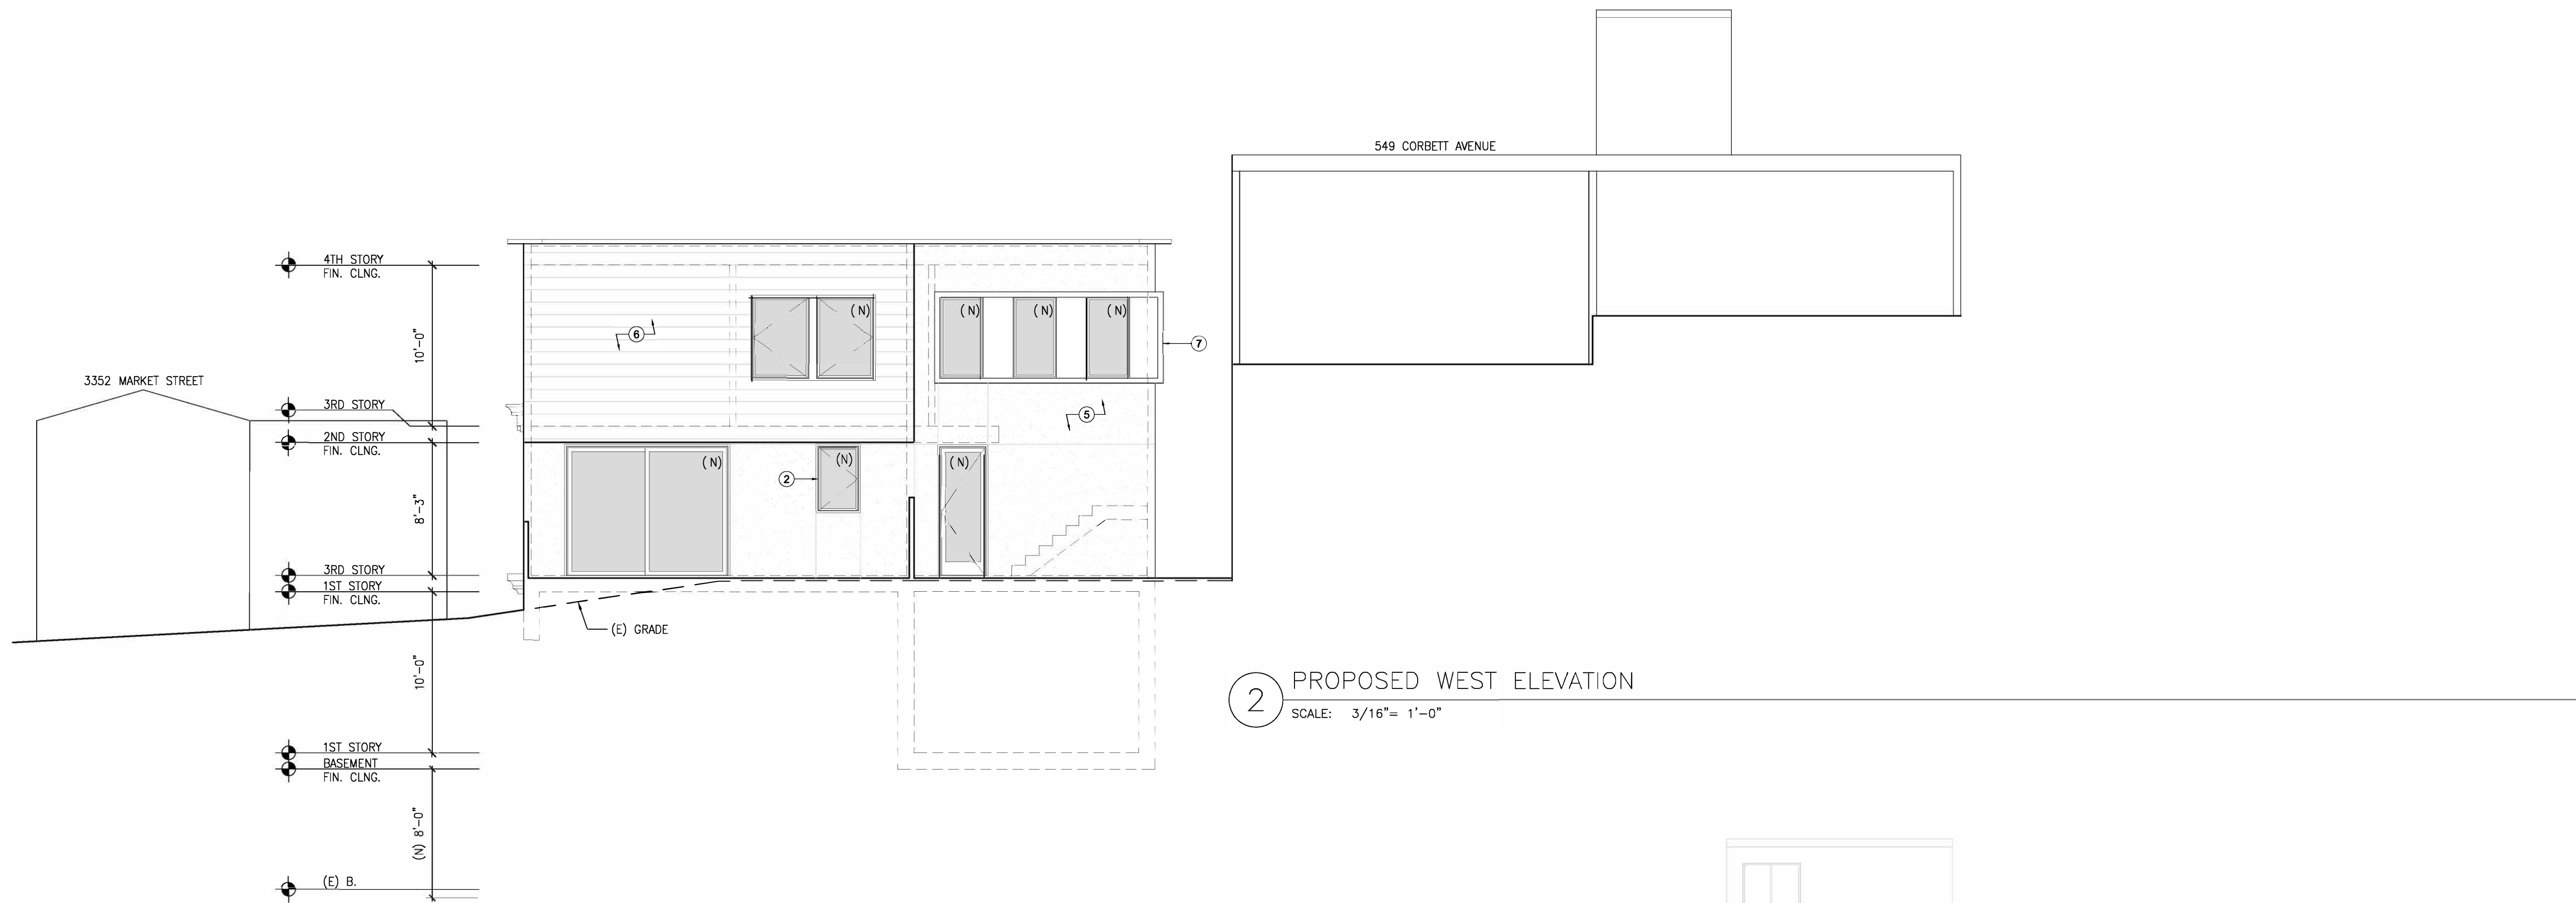 549 CORBETT AVENUE
4TH STORY
FIN. CLNG.
10'-0"
(N)
(N)
(N)
(N)
6
7
3352 MARKET STREET
3RD STORY
5
2ND STORY
FIN. CLNG.
8'-3"
(N)
(N)
(N)
2
3RD STORY
1ST STORY
FIN. CLNG.
(E) GRADE
10'-0"
2
PROPOSED WEST ELEVATION
SCALE: 3/16"= 1'-0"
1ST STORY
BASEMENT
FIN. CLNG.
(N) 8'-0"
(E) B.